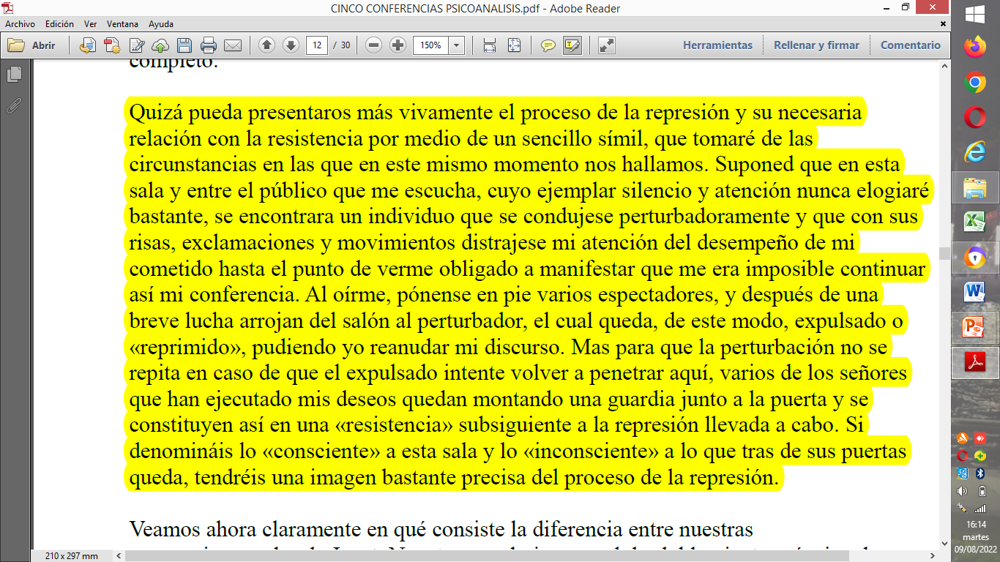 CINCO CONFERENCIAS PSICOANALISIS.pdf - Adobe Reader
Archivo Edición Ver Ventana Ayuda
Abrir 12 / 30 150% Herramientas Rellenar y firmar Comentario
completo.
Quizá pueda presentaros más vivamente el proceso de la represión y su necesaria
relación con la resistencia por medio de un sencillo símil, que tomaré de las
circunstancias en las que en este mismo momento nos hallamos. Suponed que en esta
sala y entre el público que me escucha, cuyo ejemplar silencio y atención nunca elogiaré
bastante, se encontrara un individuo que se condujese perturbadoramente y que con sus
risas, exclamaciones y movimientos distrajese mi atención del desempeño de mi
cometido hasta el punto de verme obligado a manifestar que me era imposible continuar
así mi conferencia. Al oírme, pónense en pie varios espectadores, y después de una
breve lucha arrojan del salón al perturbador, el cual queda, de este modo, expulsado o
«reprimido», pudiendo yo reanudar mi discurso. Mas para que la perturbación no se
repita en caso de que el expulsado intente volver a penetrar aquí, varios de los señores
que han ejecutado mis deseos quedan montando una guardia junto a la puerta y se
constituyen así en una «resistencia» subsiguiente a la represión llevada a cabo. Si
denomináis lo «consciente» a esta sala y lo «inconsciente» a lo que tras de sus puertas
queda, tendréis una imagen bastante precisa del proceso de la represión.
Veamos ahora claramente en qué consiste la diferencia entre nuestras
210 x 297 mm
16:14
martes
09/08/2022